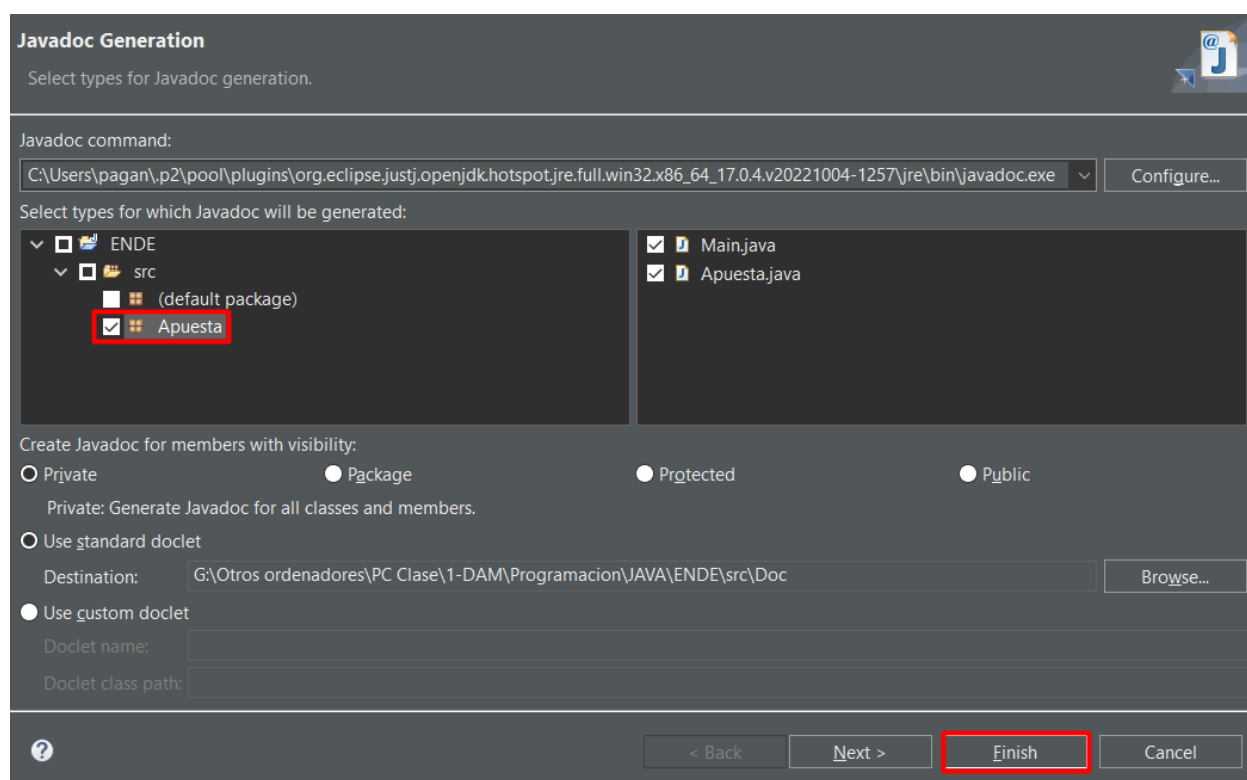 Javadoc Generation
Select types for Javadoc generation.
Javadoc command:
C:\Users\pagan\.p2\pool\plugins\org.eclipse.justj.openjdk.hotspot.jre.full.win32.x86_64_17.0.4.v20221004-1257\jre\bin\javadoc.exe Configure...
Select types for which Javadoc will be generated:
ENDE Main.java
src Apuesta.java
(default package)
Apuesta
Create Javadoc for members with visibility:
Private Package Protected Public
Private: Generate Javadoc for all classes and members.
Use standard doclet
Destination: G:\Otros ordenadores\PC Clase\1-DAM\Programacion\JAVA\ENDE\src\Doc Browse...
Use custom doclet
Doclet name:
Doclet class path:
? < Back Next > Finish Cancel